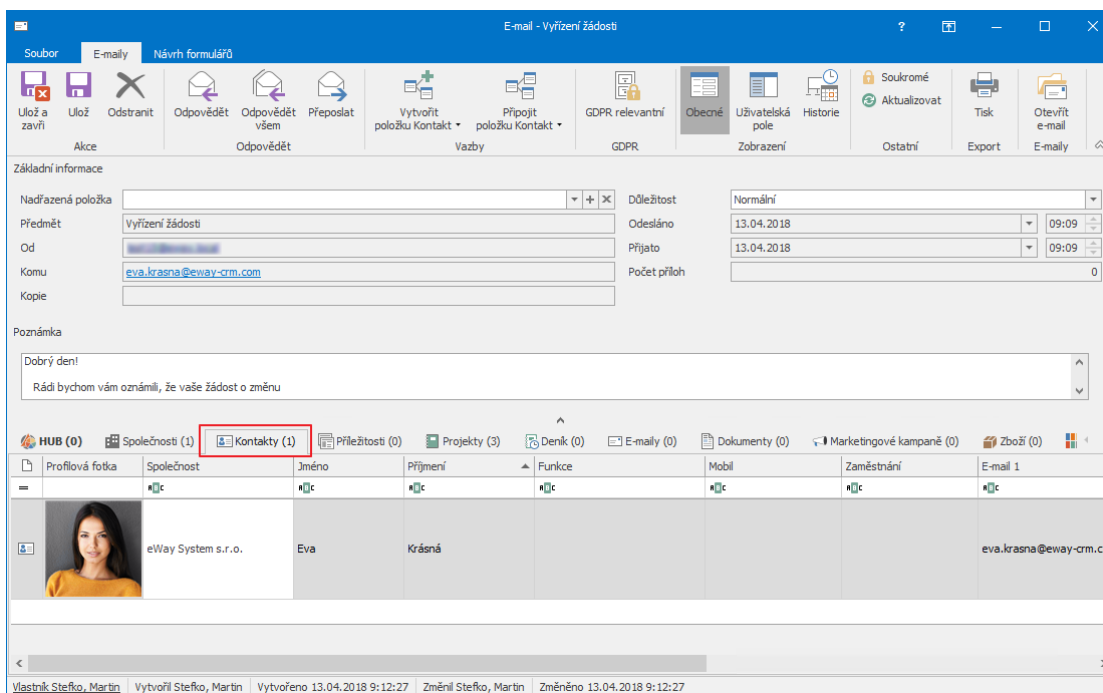 E-mail - Vyřízení žádosti
?
Soubor E-maily Návrh formulářů
Ulož a zavři
Ulož
Odstranit
Odpovědět
Odpovědět všem
Přeposlat
Vytvořit položku Kontakt
Připojit položku Kontakt
GDPR relevantní
Obecné
Uživatelská pole
Historie
Soukromé
Aktualizovat
Tisk
Otevřít e-mail
Akce Odpovědět Vazby GDPR Zobrazení Ostatní Export E-maily
Základní informace
Nadřazená položka Důležitost Normální
Předmět Vyřízení žádosti Odesláno 13.04.2018 09:09
Od Přijato 13.04.2018 09:09
Komu eva.krasna@eway-crm.com Počet příloh 0
Kopie
Poznámka
Dobrý den!
Rádi bychom vám oznámili, že vaše žádost o změnu
HUB (0) Společnosti (1) Kontakty (1) Příležitosti (0) Projekty (3) Deník (0) E-maily (0) Dokumenty (0) Marketingové kampaně (0) Zboží (0)
Profilová fotka Společnost Jméno Příjmení Funkce Mobil Zaměstnání E-mail 1
eWay System s.r.o. Eva Krásná eva.krasna@eway-crm.c
Vlastník Stefko, Martin Vytvořil Stefko, Martin Vytvořeno 13.04.2018 9:12:27 Změnil Stefko, Martin Změněno 13.04.2018 9:12:27